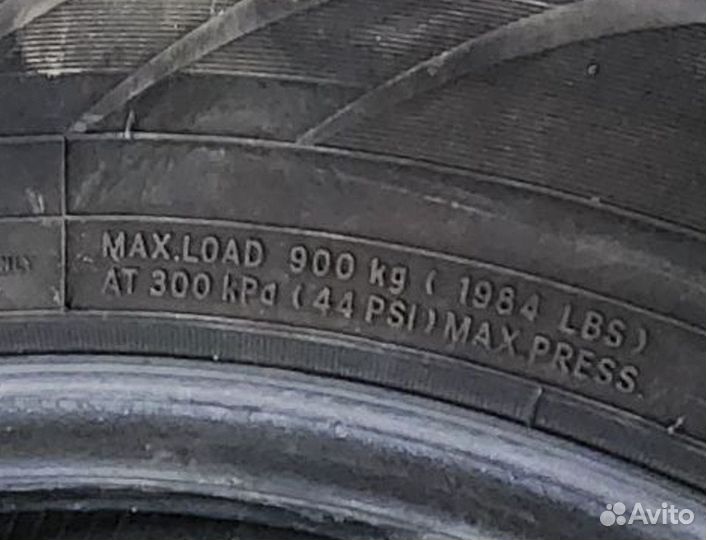 MAX.LOAD 900 kg ( 1984 LBS )
AT 300 kPa ( 44 PSI ) MAX.PRESS.
Avito